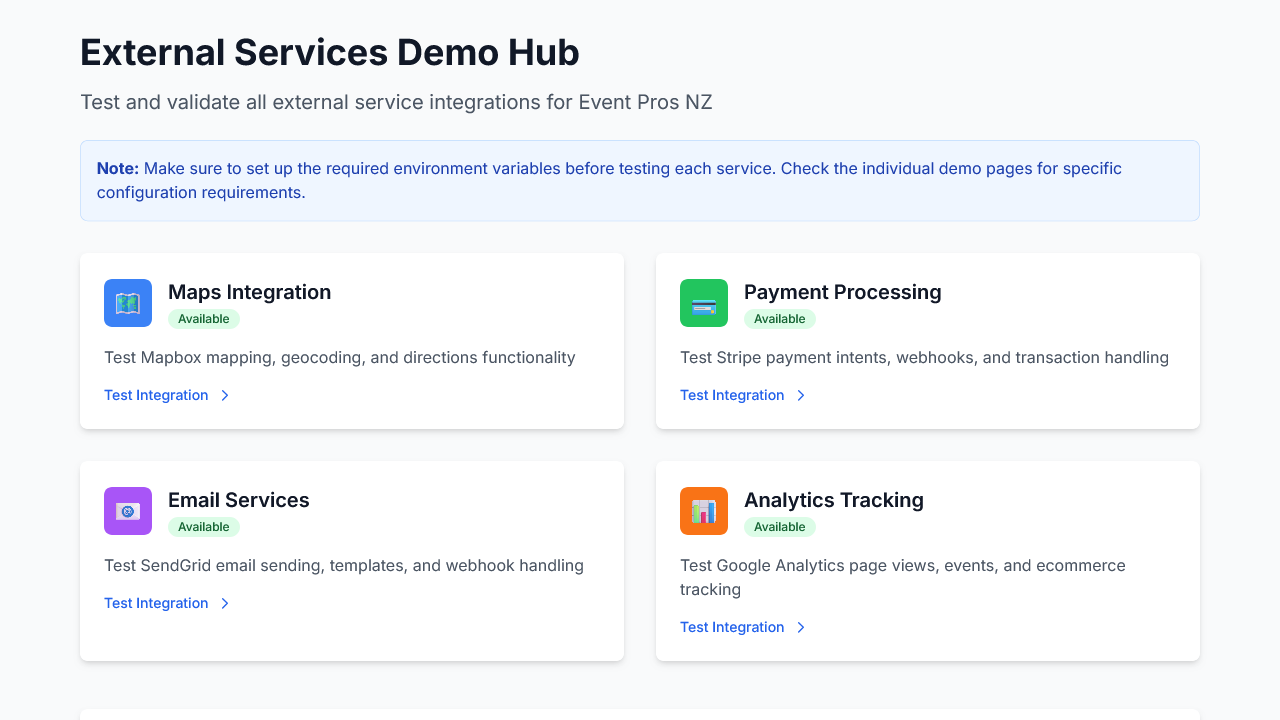 External Services Demo Hub
Test and validate all external service integrations for Event Pros NZ
Note: Make sure to set up the required environment variables before testing each service. Check the individual demo pages for specific
configuration requirements.
Maps Integration
Available
Test Mapbox mapping, geocoding, and directions functionality
Test Integration
Payment Processing
Available
Test Stripe payment intents, webhooks, and transaction handling
Test Integration
Email Services
Available
Test SendGrid email sending, templates, and webhook handling
Test Integration
Analytics Tracking
Available
Test Google Analytics page views, events, and ecommerce
tracking
Test Integration